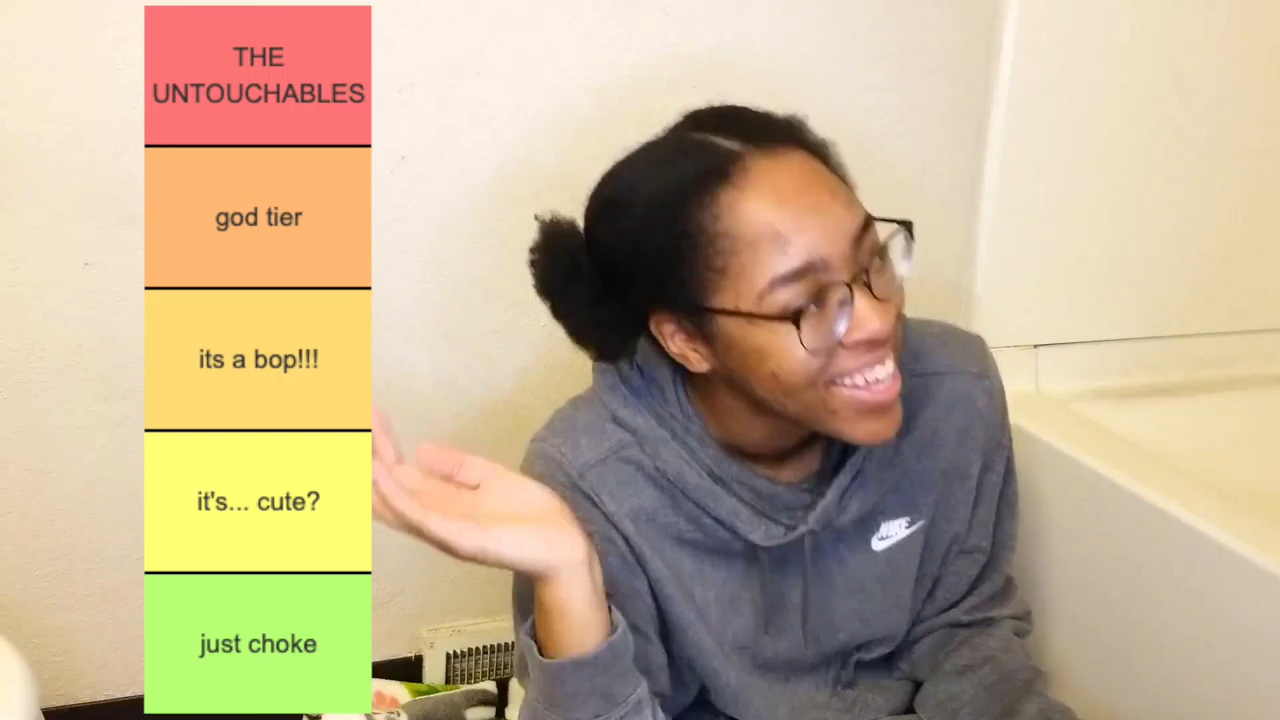 THE
UNTOUCHABLES
god tier
its a bop!!!
it's... cute?
just choke
NIKE